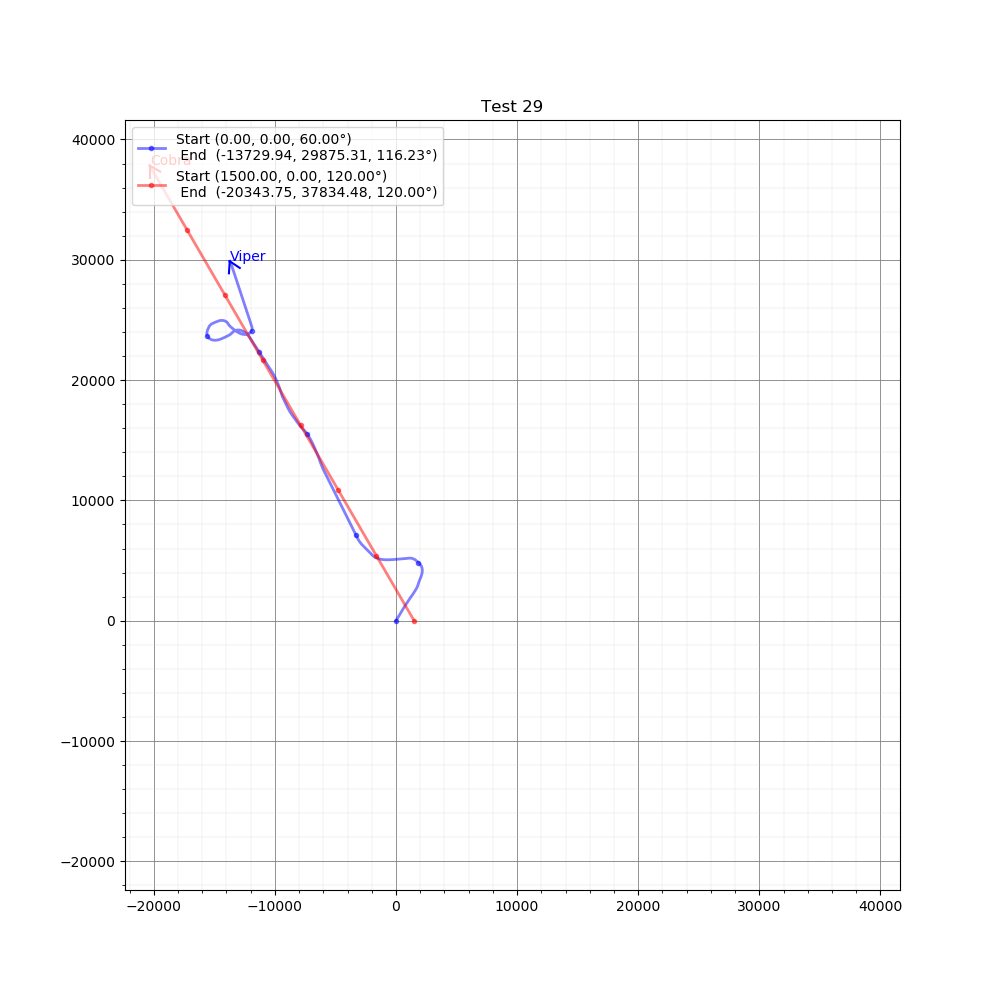 Test 29
40000
Start (0.00, 0.00, 60.00°)
End (-13729.94, 29875.31, 116.23°)
Cobra
Start (1500.00, 0.00, 120.00°)
End (-20343.75, 37834.48, 120.00°)
30000
Viper
20000
10000
0
−10000
−20000
−20000 −10000 0 10000 20000 30000 40000